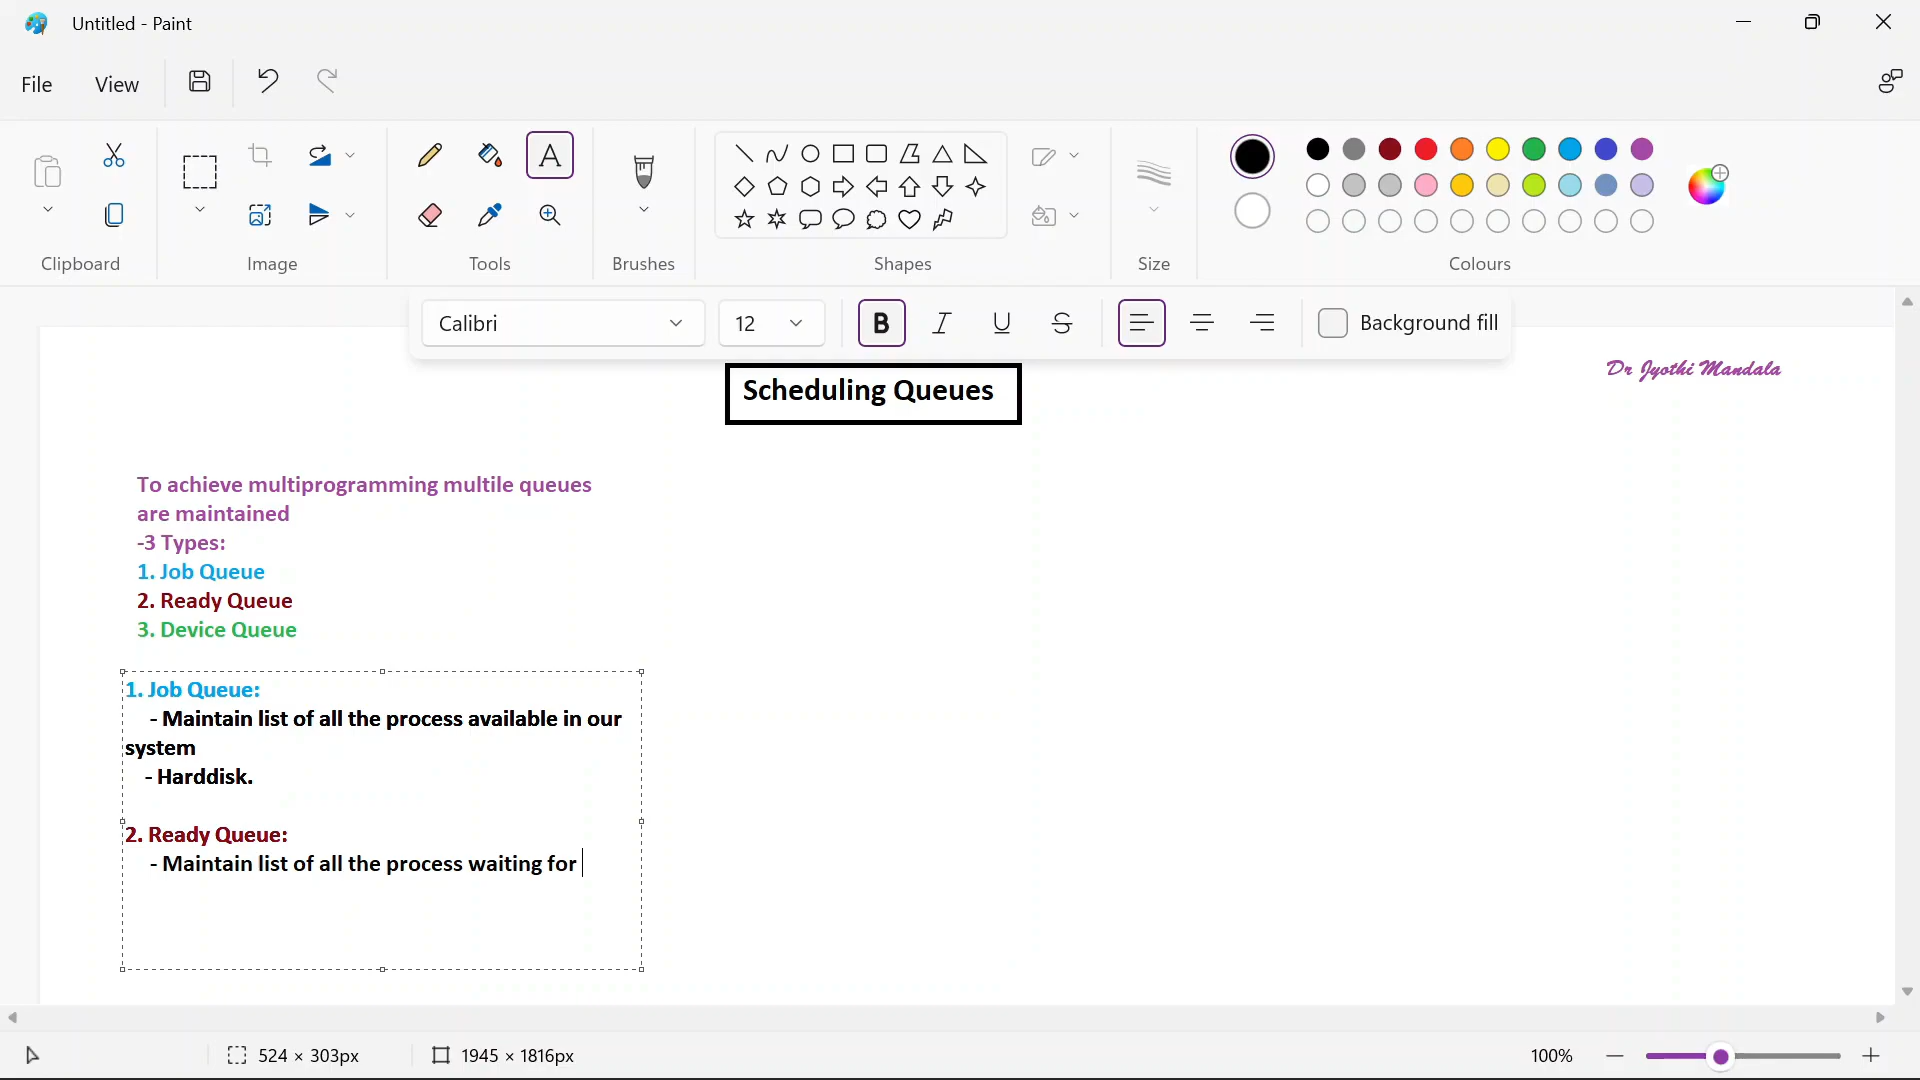 Untitled - Paint
File
View
Clipboard
Image
Tools
Brushes
Shapes
Size
Colours
Calibri
12
B
Background fill
Scheduling Queues
Dr Jyothi Mandala
To achieve multiprogramming multile queues
are maintained
-3 Types:
1. Job Queue
2. Ready Queue
3. Device Queue
1. Job Queue:
- Maintain list of all the process available in our
system
- Harddisk.
2. Ready Queue:
- Maintain list of all the process waiting for
524 × 303px
1945 × 1816px
100%